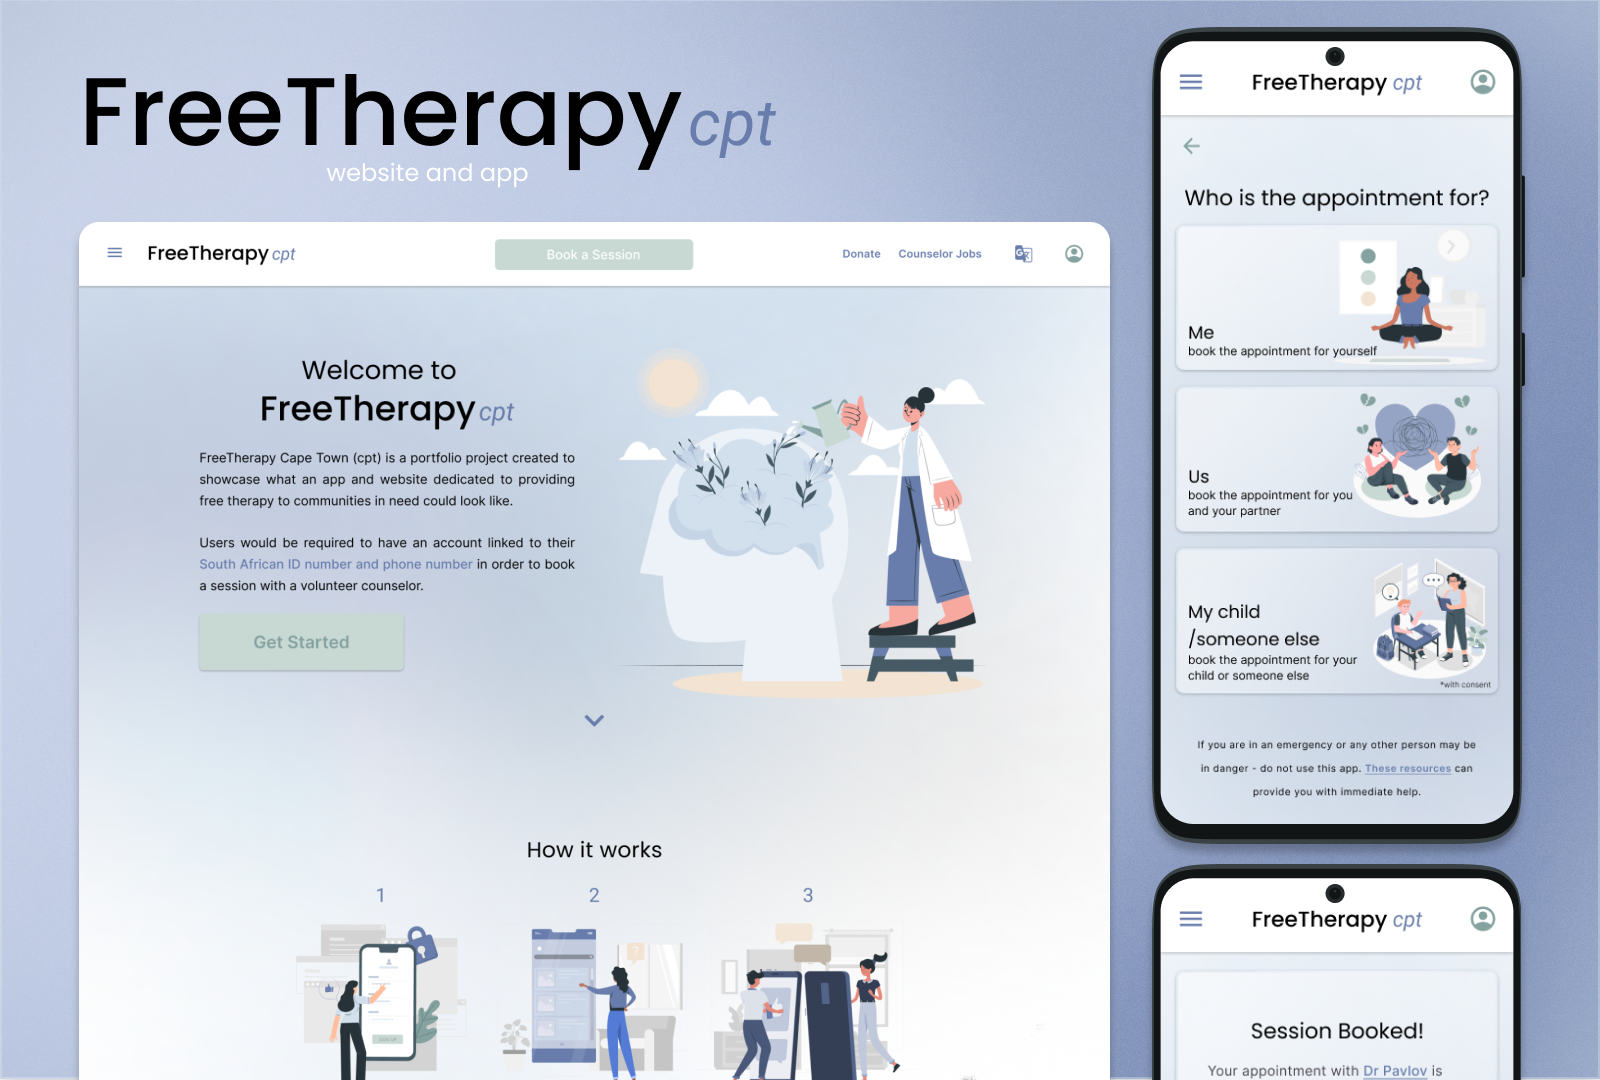 FreeTherapy cpt
website and app
FreeTherapy cpt
Book a Session
Donate
Counselor Jobs
Welcome to
FreeTherapy cpt
FreeTherapy Cape Town (cpt) is a portfolio project created to
showcase what an app and website dedicated to providing
free therapy to communities in need could look like.
Users would be required to have an account linked to their
South African ID number and phone number in order to book
a session with a volunteer counselor.
Get Started
How it works
1
2
3
SIGN UP
FreeTherapy cpt
Who is the appointment for?
Me
book the appointment for yourself
Us
book the appointment for you
and your partner
My child
/someone else
book the appointment for your
child or someone else
*with consent
If you are in an emergency or any other person may be
in danger - do not use this app. These resources can
provide you with immediate help.
FreeTherapy cpt
Session Booked!
Your appointment with Dr Pavlov is